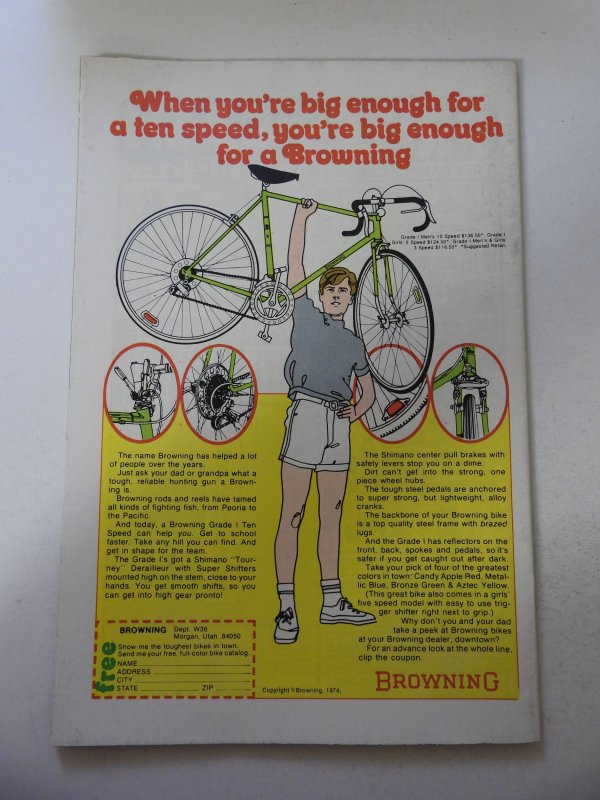 When you're big enough for
a ten speed, you're big enough
for a Browning
Grade I Men's 10 Speed $136.50*. Grade I
Girls' 5 Speed $124.50*. Grade I Men's & Girls'
3 Speed $116.50*. *Suggested Retail.
The name Browning has helped a lot
of people over the years.
Just ask your dad or grandpa what a
tough, reliable hunting gun a Brown-
ing is.
Browning rods and reels have tamed
all kinds of fighting fish, from Peoria to
the Pacific.
And today, a Browning Grade I Ten
Speed can help you. Get to school
faster. Take any hill you can find. And
get in shape for the team.
The Grade I's got a Shimano "Tour-
ney" Derailleur with Super Shifters
mounted high on the stem, close to your
hands. You get smooth shifts, so you
can get into high gear pronto!
The Shimano center pull brakes with
safety levers stop you on a dime.
Dirt can't get into the strong, one
piece wheel hubs.
The tough steel pedals are anchored
to super strong, but lightweight, alloy
cranks.
The backbone of your Browning bike
is a top quality steel frame with brazed
lugs.
And the Grade I has reflectors on the
front, back, spokes and pedals, so it's
safer if you get caught out after dark.
Take your pick of four of the greatest
colors in town: Candy Apple Red, Metal-
lic Blue, Bronze Green & Aztec Yellow.
(This great bike also comes in a girls'
five speed model with easy to use trig-
ger shifter right next to grip.)
Why don't you and your dad
take a peek at Browning bikes
at your Browning dealer, downtown?
For an advance look at the whole line,
clip the coupon.
BROWNING Dept. W36
Morgan, Utah 84050
free
Show me the toughest bikes in town.
Send me your free, full-color bike catalog.
NAME
ADDRESS
CITY
STATE ZIP
Copyright © Browning, 1974.
BROWNING